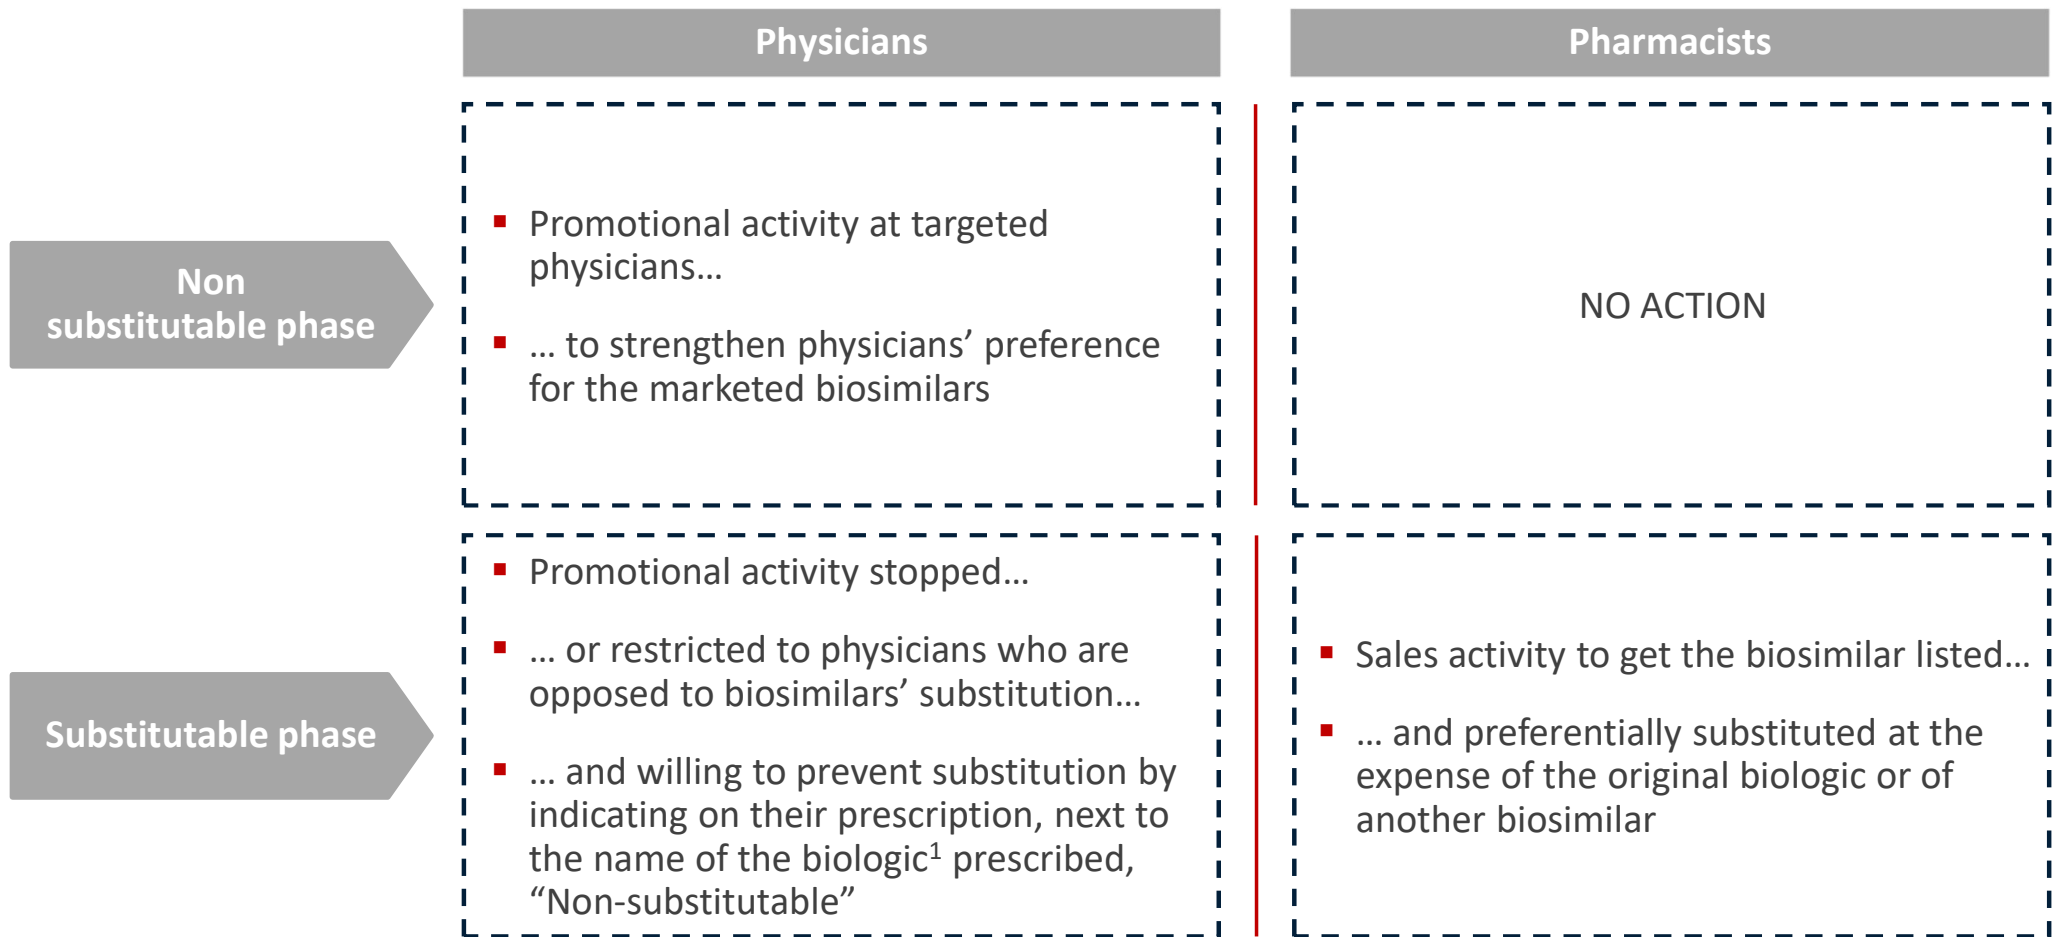 Physicians
Pharmacists
Non
substitutable phase
▪ Promotional activity at targeted
physicians…
▪ … to strengthen physicians’ preference
for the marketed biosimilars
NO ACTION
Substitutable phase
▪ Promotional activity stopped…
▪ … or restricted to physicians who are
opposed to biosimilars’ substitution…
▪ … and willing to prevent substitution by
indicating on their prescription, next to
the name of the biologic¹ prescribed,
“Non-substitutable”
▪ Sales activity to get the biosimilar listed…
▪ … and preferentially substituted at the
expense of the original biologic or of
another biosimilar